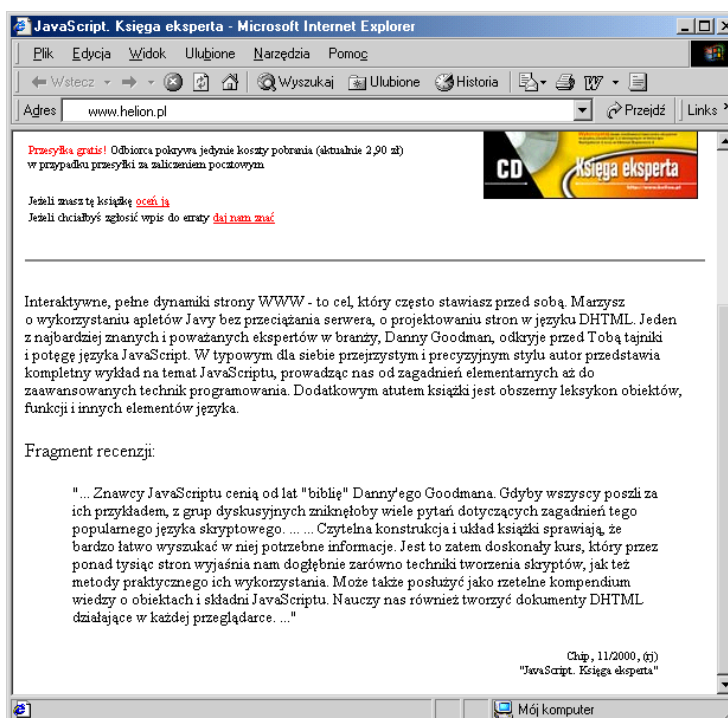 JavaScript. Księga eksperta - Microsoft Internet Explorer
Plik Edycja Widok Ulubione Narzędzia Pomoc
Wstecz Wyszukaj Ulubione Historia
Adres www.helion.pl Przejdź Links
Przesyłka gratis! Odbiorca pokrywa jedynie koszty pobrania (aktualnie 2,90 zł)
w przypadku przesyłki za zaliczeniem pocztowym
CD Księga eksperta
http://www.helion.pl
Jeżeli znasz tę książkę oceń ją
Jeżeli chciałbyś zgłosić wpis do erraty daj nam znać
Interaktywne, pełne dynamiki strony WWW - to cel, który często stawiasz przed sobą. Marzysz
o wykorzystaniu apletów Javy bez przeciążania serwera, o projektowaniu stron w języku DHTML. Jeden
z najbardziej znanych i poważanych ekspertów w branży, Danny Goodman, odkryje przed Tobą tajniki
i potęgę języka JavaScript. W typowym dla siebie przejrzystym i precyzyjnym stylu autor przedstawia
kompletny wykład na temat JavaScriptu, prowadząc nas od zagadnień elementarnych aż do
zaawansowanych technik programowania. Dodatkowym atutem książki jest obszerny leksykon obiektów,
funkcji i innych elementów języka.
Fragment recenzji:
"... Znawcy JavaScriptu cenią od lat "biblię" Danny'ego Goodmana. Gdyby wszyscy poszli za
ich przykładem, z grup dyskusyjnych zniknęłoby wiele pytań dotyczących zagadnień tego
popularnego języka skryptowego. ... ... Czytelna konstrukcja i układ książki sprawiają, że
bardzo łatwo wyszukać w niej potrzebne informacje. Jest to zatem doskonały kurs, który przez
ponad tysiąc stron wyjaśnia nam dogłębnie zarówno techniki tworzenia skryptów, jak też
metody praktycznego ich wykorzystania. Może także posłużyć jako rzetelne kompendium
wiedzy o obiektach i składni JavaScriptu. Nauczy nas również tworzyć dokumenty DHTML
działające w każdej przeglądarce. ..."
Chip, 11/2000, (rj)
"JavaScript. Księga eksperta"
Mój komputer